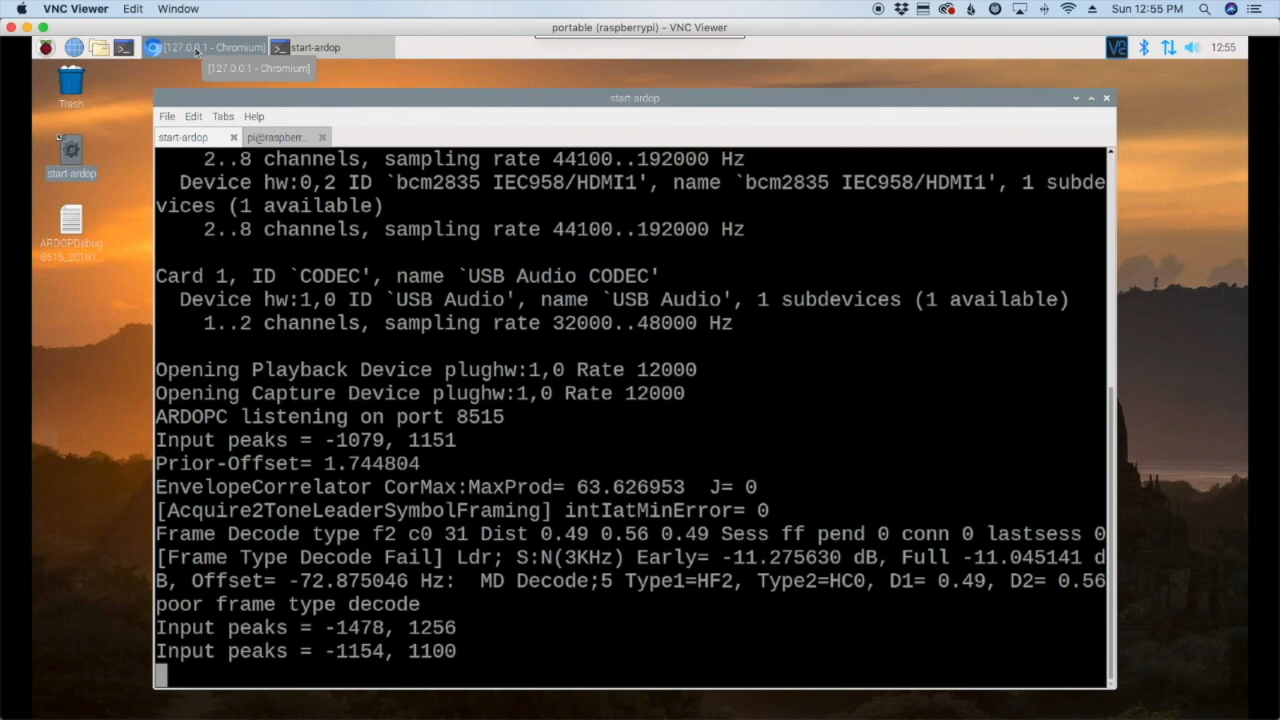 VNC Viewer Edit Window Sun 12:55 PM
portable (raspberrypi) – VNC Viewer
[127.0.0.1 - Chromium] start-ardop V2 12:55
[127.0.0.1 - Chromium]
Trash
start-ardop
File Edit Tabs Help
start-ardop pi@raspberr...
2..8 channels, sampling rate 44100..192000 Hz
Device hw:0,2 ID `bcm2835 IEC958/HDMI1', name `bcm2835 IEC958/HDMI1', 1 subde
vices (1 available)
2..8 channels, sampling rate 44100..192000 Hz
Card 1, ID `CODEC', name `USB Audio CODEC'
Device hw:1,0 ID `USB Audio', name `USB Audio', 1 subdevices (1 available)
1..2 channels, sampling rate 32000..48000 Hz
Opening Playback Device plughw:1,0 Rate 12000
Opening Capture Device plughw:1,0 Rate 12000
ARDOPC listening on port 8515
Input peaks = -1079, 1151
Prior-Offset= 1.744804
EnvelopeCorrelator CorMax:MaxProd= 63.626953 J= 0
[Acquire2ToneLeaderSymbolFraming] intIatMinError= 0
Frame Decode type f2 c0 31 Dist 0.49 0.56 0.49 Sess ff pend 0 conn 0 lastsess 0
[Frame Type Decode Fail] Ldr; S:N(3KHz) Early= -11.275630 dB, Full -11.045141 d
B, Offset= -72.875046 Hz: MD Decode;5 Type1=HF2, Type2=HC0, D1= 0.49, D2= 0.56
poor frame type decode
Input peaks = -1478, 1256
Input peaks = -1154, 1100
start-ardop
ARDOPDebug
8515_20191...